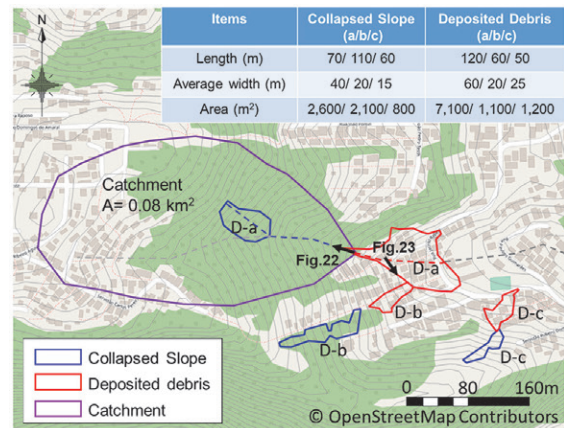 N
Items Collapsed Slope (a/b/c) Deposited Debris (a/b/c)
Length (m) 70/ 110/ 60 120/ 60/ 50
Average width (m) 40/ 20/ 15 60/ 20/ 25
Area (m²) 2,600/ 2,100/ 800 7,100/ 1,100/ 1,200
Catchment
A= 0.08 km²
D-a
Fig.23
Fig.22
D-a
D-b
D-c
D-b
D-c
Collapsed Slope
Deposited debris
Catchment
0 80 160m
© OpenStreetMap Contributors